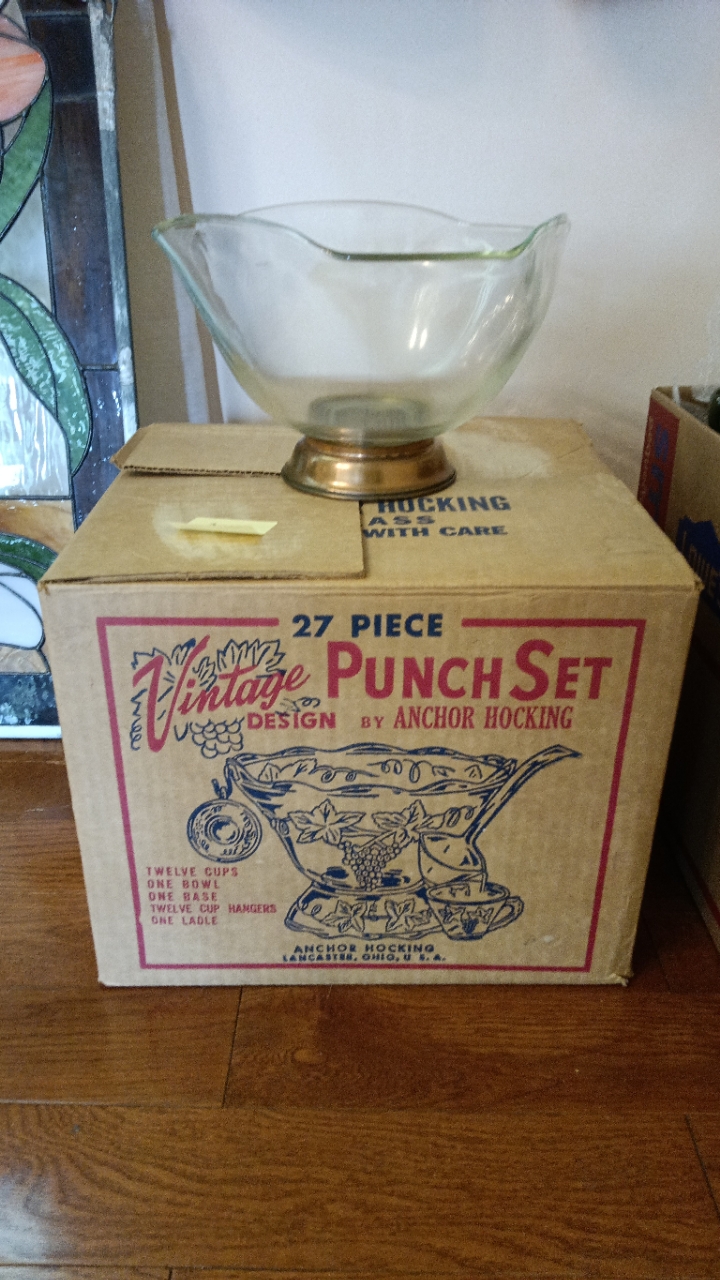 HOCKING
ASS
WITH CARE
27 PIECE
Vintage PUNCH SET
DESIGN BY ANCHOR HOCKING
TWELVE CUPS
ONE BOWL
ONE BASE
TWELVE CUP HANGERS
ONE LADLE
ANCHOR HOCKING
LANCASTER, OHIO, U. S. A.
Lowe's